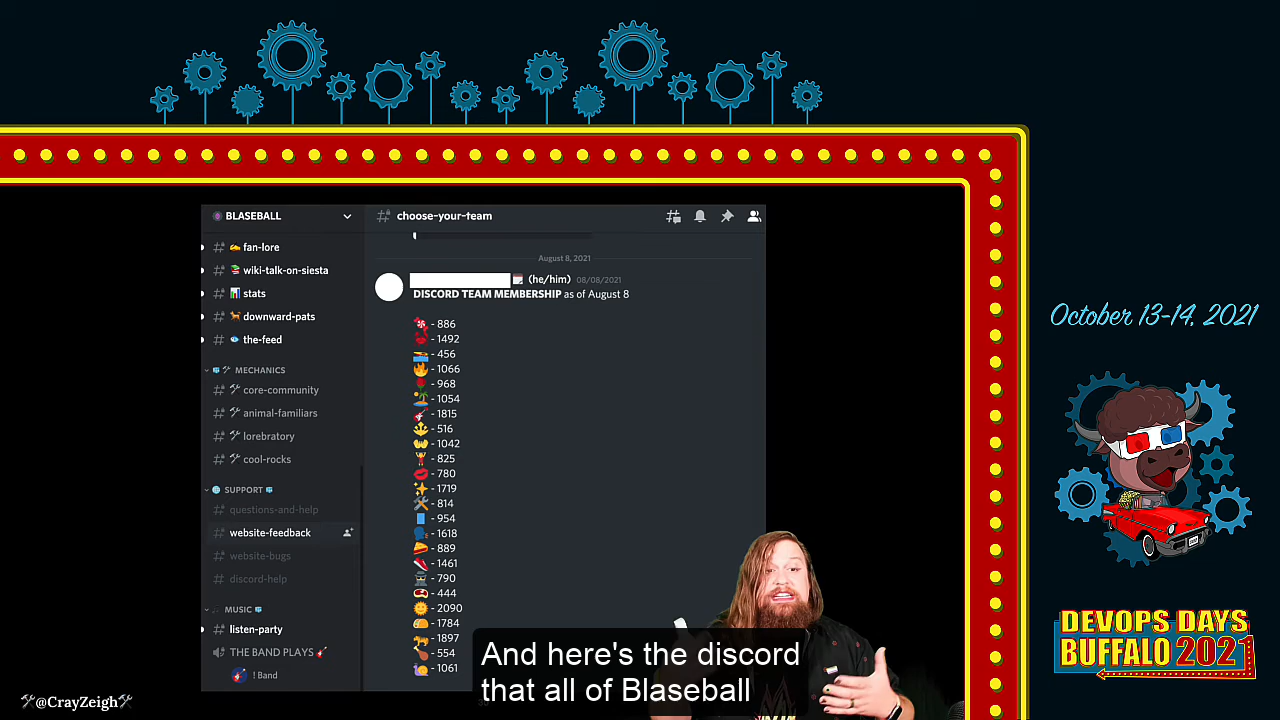 BLASEBALL
choose-your-team
fan-lore
wiki-talk-on-siesta
stats
downward-pats
the-feed
MECHANICS
core-community
animal-familiars
lorebratory
cool-rocks
SUPPORT
questions-and-help
website-feedback
website-bugs
discord-help
MUSIC
listen-party
THE BAND PLAYS
! Band
August 8, 2021
(he/him) 08/08/2021
DISCORD TEAM MEMBERSHIP as of August 8
- 886
- 1492
- 456
- 1066
- 968
- 1054
- 1815
- 516
- 1042
- 825
- 780
- 1719
- 814
- 954
- 1618
- 889
- 1461
- 790
- 444
- 2090
- 1784
- 1897
- 554
- 1061
And here's the discord
that all of Blaseball
@CrayZeigh
October 13-14, 2021
DEVOPS DAYS
BUFFALO 2021